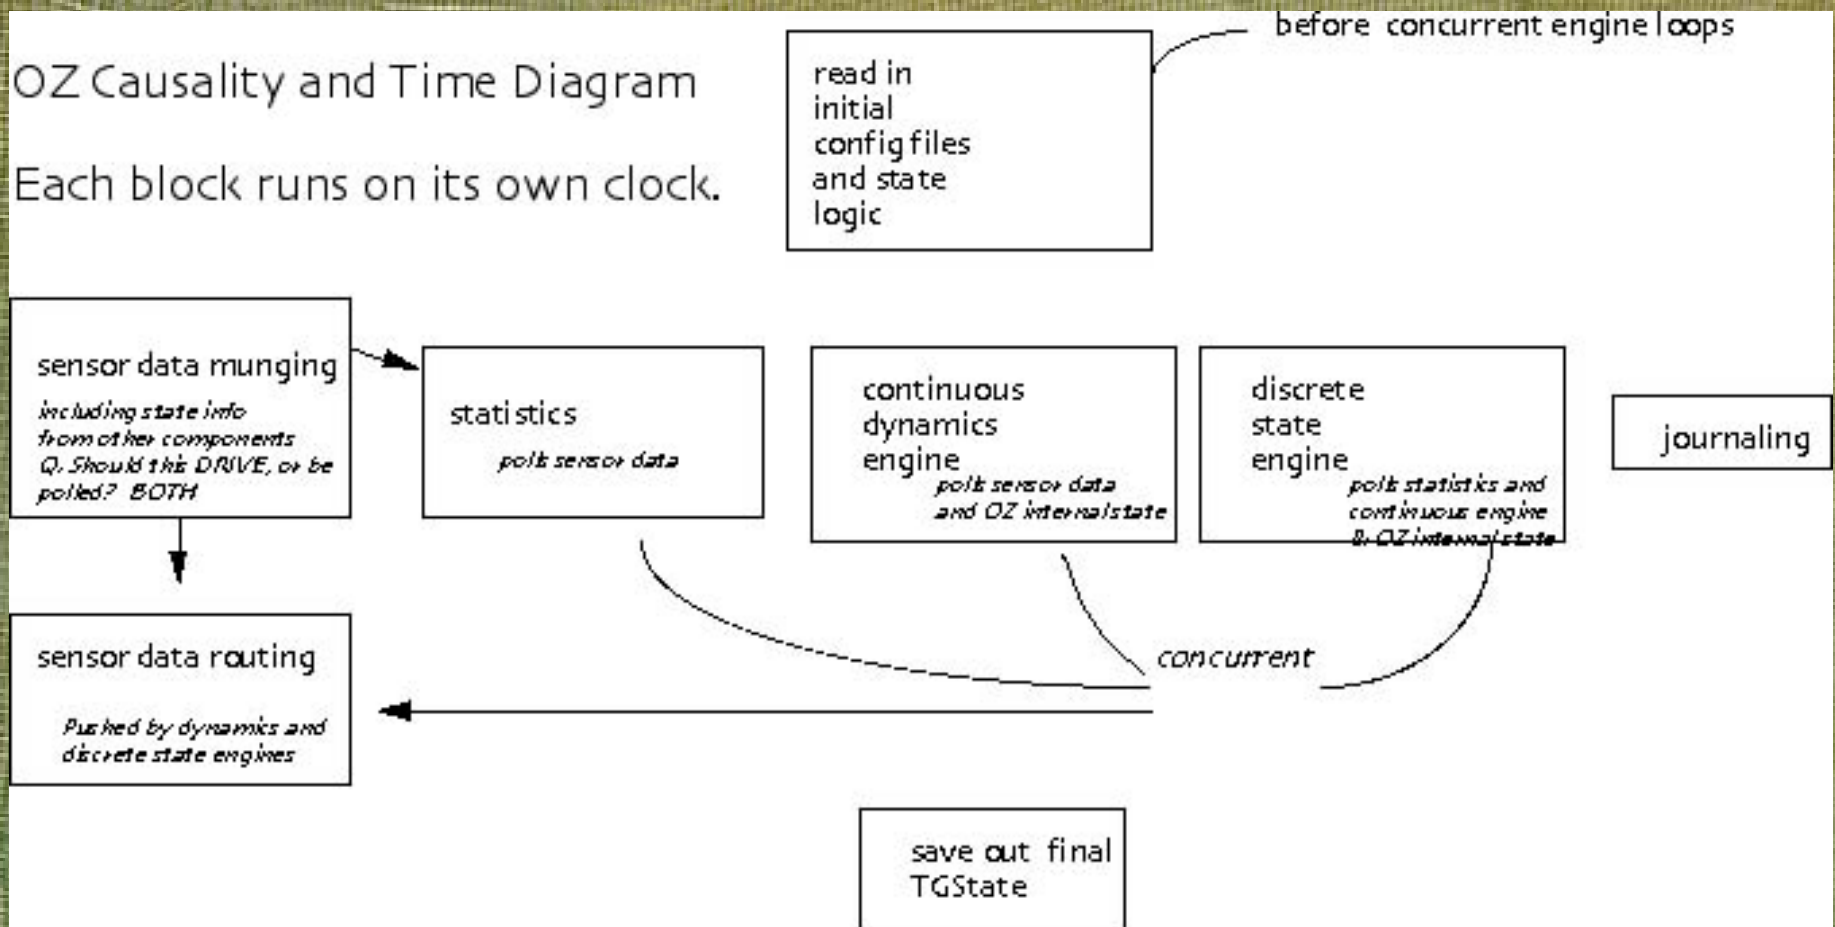 before concurrent engine loops
OZ Causality and Time Diagram
Each block runs on its own clock.
read in
initial
config files
and state
logic
sensor data munging
including state info
from other components
Q. Should this DRIVE, or be
polled? BOTH
statistics
polls sensor data
continuous
dynamics
engine
polls sensor data
and OZ internal state
discrete
state
engine
polls statistics and
continuous engine
& OZ internal state
journaling
sensor data routing
Pushed by dynamics and
discrete state engines
concurrent
save out final
TGState